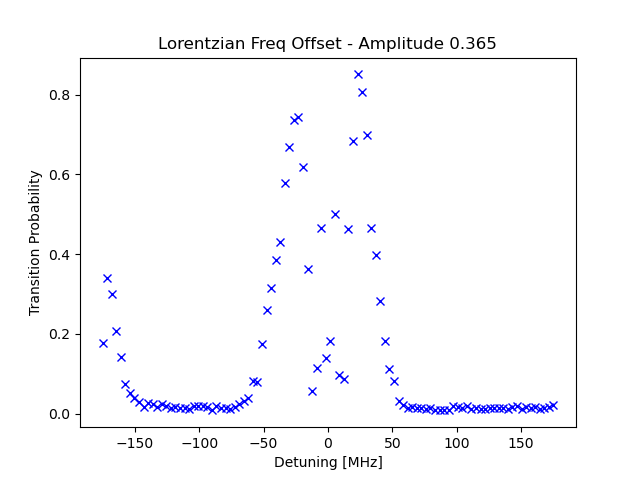 Lorentzian Freq Offset - Amplitude 0.365
Transition Probability
0.8
0.6
0.4
0.2
0.0
−150 −100 −50 0 50 100 150
Detuning [MHz]